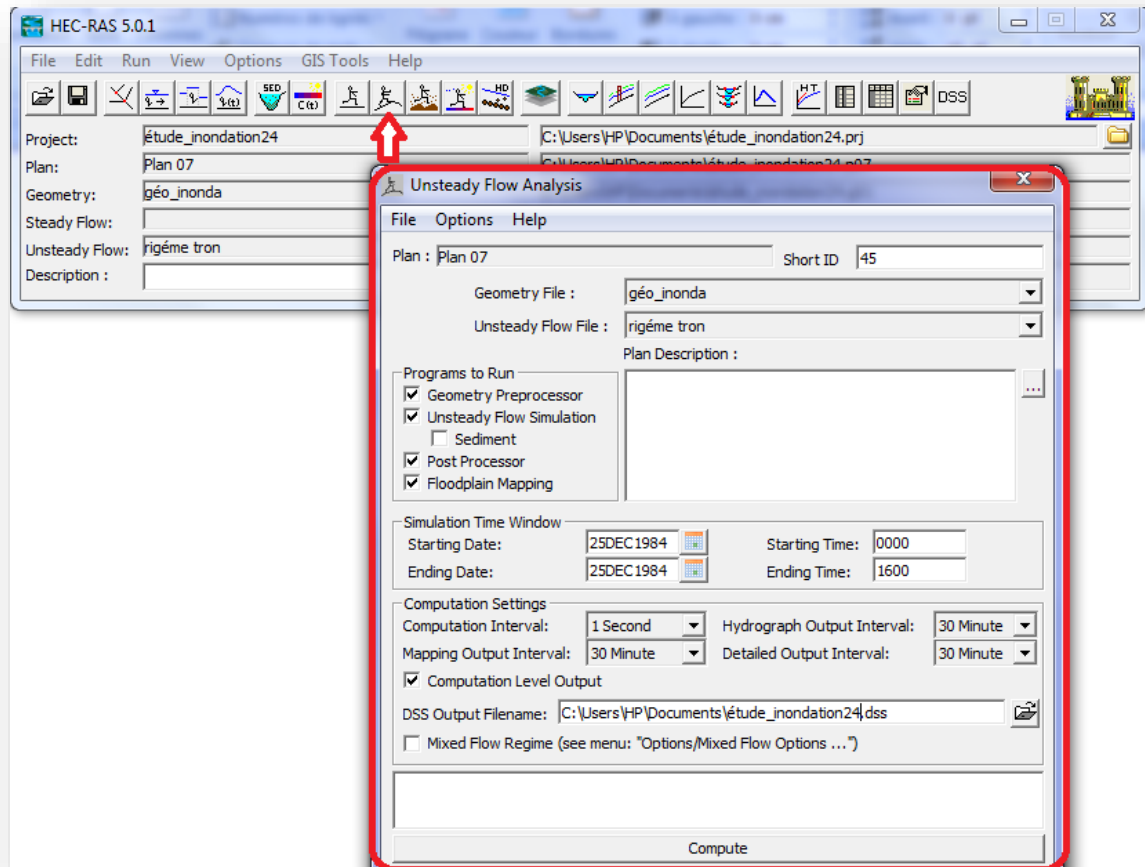 HEC-RAS 5.0.1
File Edit Run View Options GIS Tools Help
SED C(t) HD HT DSS
Project: étude_inondation24 C:\Users\HP\Documents\étude_inondation24.prj
Plan: Plan 07 C:\Users\HP\Documents\étude_inondation24.p07
Geometry: géo_inonda
Steady Flow:
Unsteady Flow: rigéme tron
Description :
Unsteady Flow Analysis
File Options Help
Plan : Plan 07 Short ID 45
Geometry File : géo_inonda
Unsteady Flow File : rigéme tron
Plan Description :
Programs to Run
Geometry Preprocessor
...
Unsteady Flow Simulation
Sediment
Post Processor
Floodplain Mapping
Simulation Time Window
Starting Date: 25DEC1984 Starting Time: 0000
Ending Date: 25DEC1984 Ending Time: 1600
Computation Settings
Computation Interval: 1 Second Hydrograph Output Interval: 30 Minute
Mapping Output Interval: 30 Minute Detailed Output Interval: 30 Minute
Computation Level Output
DSS Output Filename: C:\Users\HP\Documents\étude_inondation24.dss
Mixed Flow Regime (see menu: "Options/Mixed Flow Options ...")
Compute